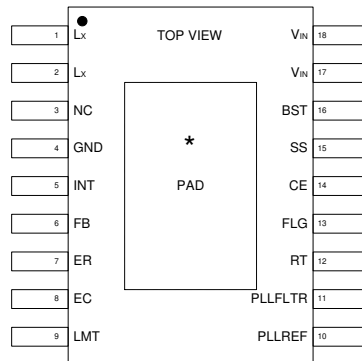 TOP VIEW
1 LX
2 LX
3 NC
4 GND
5 INT
6 FB
7 ER
8 EC
9 LMT
*
PAD
VIN 18
VIN 17
BST 16
SS 15
CE 14
FLG 13
RT 12
PLLFLTR 11
PLLREF 10